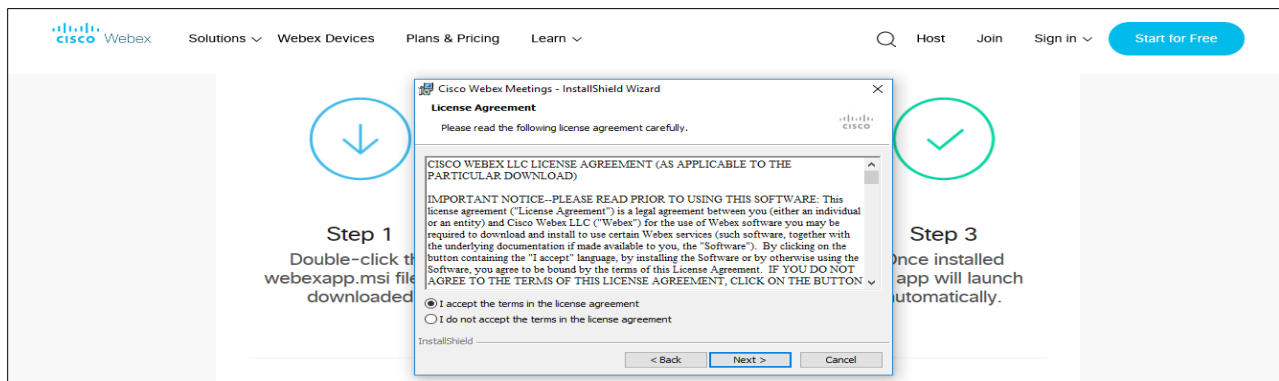 CISCO Webex Solutions Webex Devices Plans & Pricing Learn Host Join Sign in Start for Free
Cisco Webex Meetings - InstallShield Wizard
License Agreement
Please read the following license agreement carefully.
CISCO
CISCO WEBEX LLC LICENSE AGREEMENT (AS APPLICABLE TO THE
PARTICULAR DOWNLOAD)
IMPORTANT NOTICE--PLEASE READ PRIOR TO USING THIS SOFTWARE: This
license agreement ("License Agreement") is a legal agreement between you (either an individual
or an entity) and Cisco Webex LLC ("Webex") for the use of Webex software you may be
required to download and install to use certain Webex services (such software, together with
the underlying documentation if made available to you, the "Software"). By clicking on the
button containing the "I accept" language, by installing the Software or by otherwise using the
Software, you agree to be bound by the terms of this License Agreement. IF YOU DO NOT
AGREE TO THE TERMS OF THIS LICENSE AGREEMENT, CLICK ON THE BUTTON
I accept the terms in the license agreement
I do not accept the terms in the license agreement
InstallShield
< Back Next > Cancel
Step 1
Double-click
webexapp.msi
downloaded
Step 3
installed
app will launch
automatically.